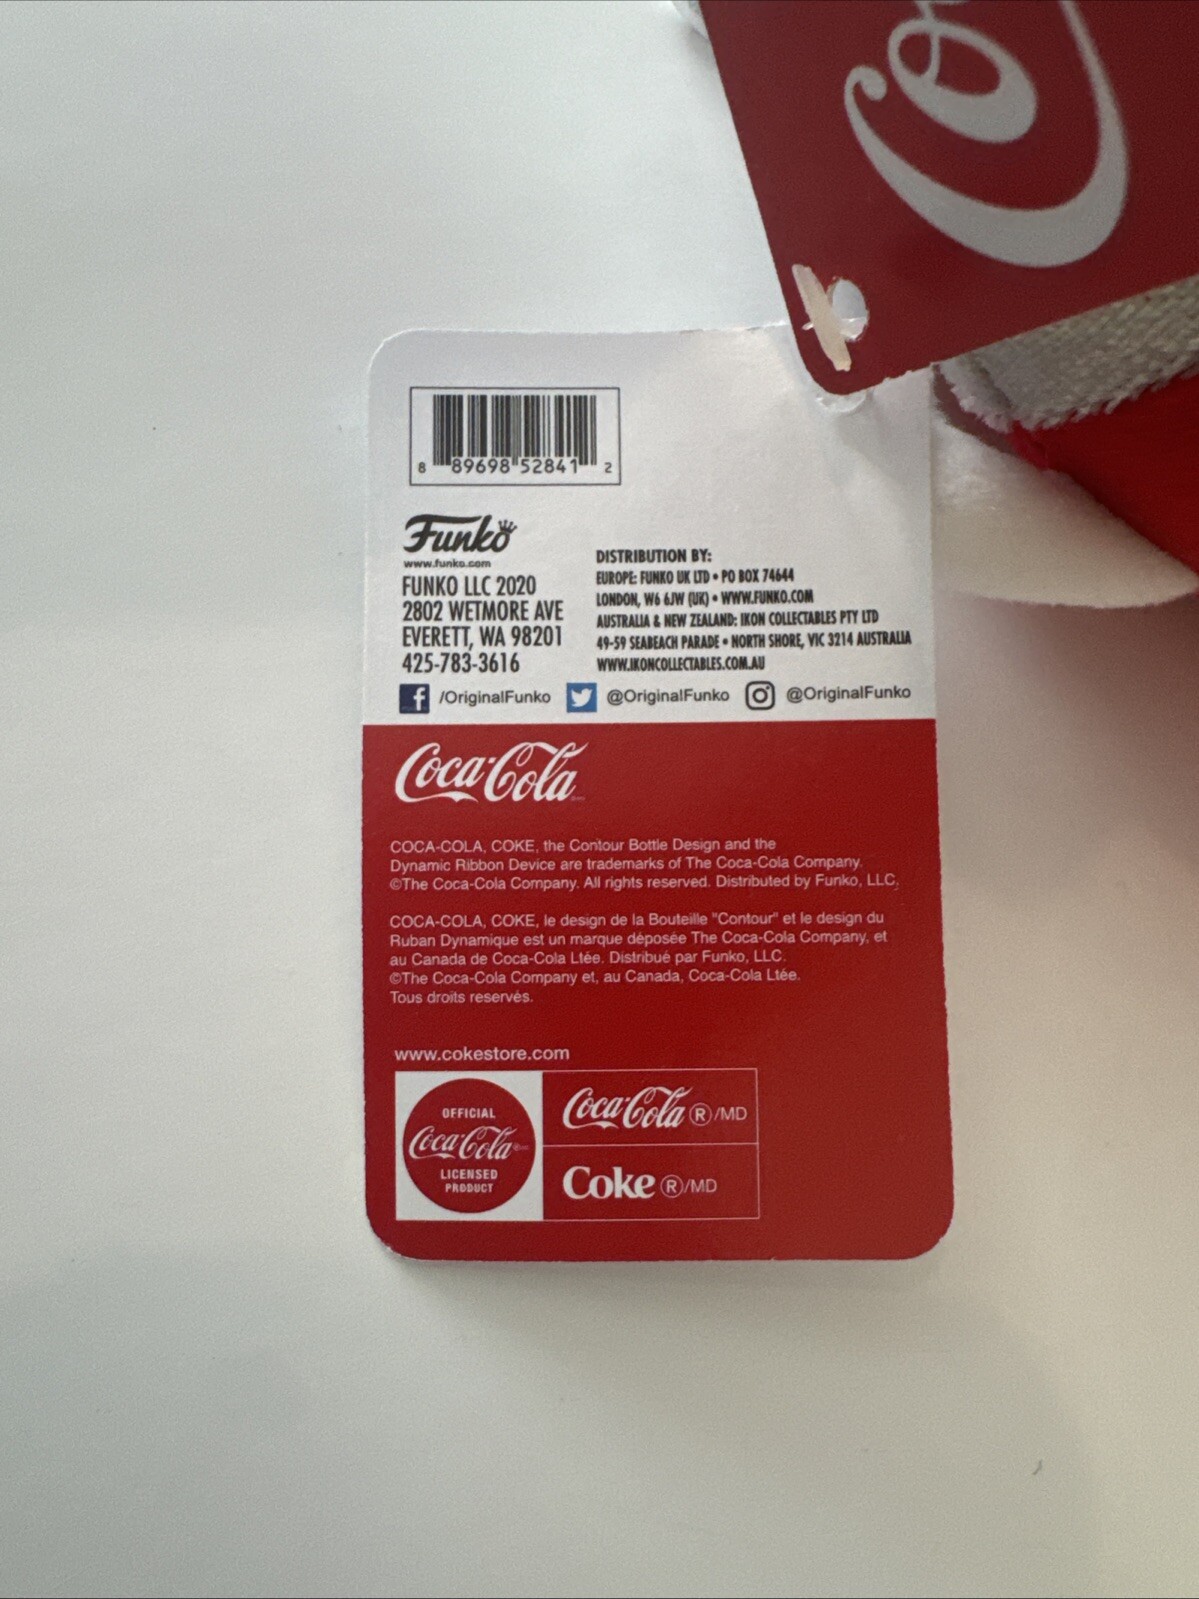 Co
8 89698 52841 2
Funko
www.funko.com
FUNKO LLC 2020
2802 WETMORE AVE
EVERETT, WA 98201
425-783-3616
DISTRIBUTION BY:
EUROPE: FUNKO UK LTD • PO BOX 74644
LONDON, W6 6JW (UK) • WWW.FUNKO.COM
AUSTRALIA & NEW ZEALAND: IKON COLLECTABLES PTY LTD
49-59 SEABEACH PARADE • NORTH SHORE, VIC 3214 AUSTRALIA
WWW.IKONCOLLECTABLES.COM.AU
/OriginalFunko @OriginalFunko @OriginalFunko
Coca-Cola
COCA-COLA, COKE, the Contour Bottle Design and the
Dynamic Ribbon Device are trademarks of The Coca-Cola Company.
©The Coca-Cola Company. All rights reserved. Distributed by Funko, LLC.
COCA-COLA, COKE, le design de la Bouteille "Contour" et le design du
Ruban Dynamique est un marque déposée The Coca-Cola Company, et
au Canada de Coca-Cola Ltée. Distribué par Funko, LLC.
©The Coca-Cola Company et, au Canada, Coca-Cola Ltée.
Tous droits reservés.
www.cokestore.com
OFFICIAL
Coca-Cola
LICENSED
PRODUCT
Coca-Cola ®/MD
Coke ®/MD